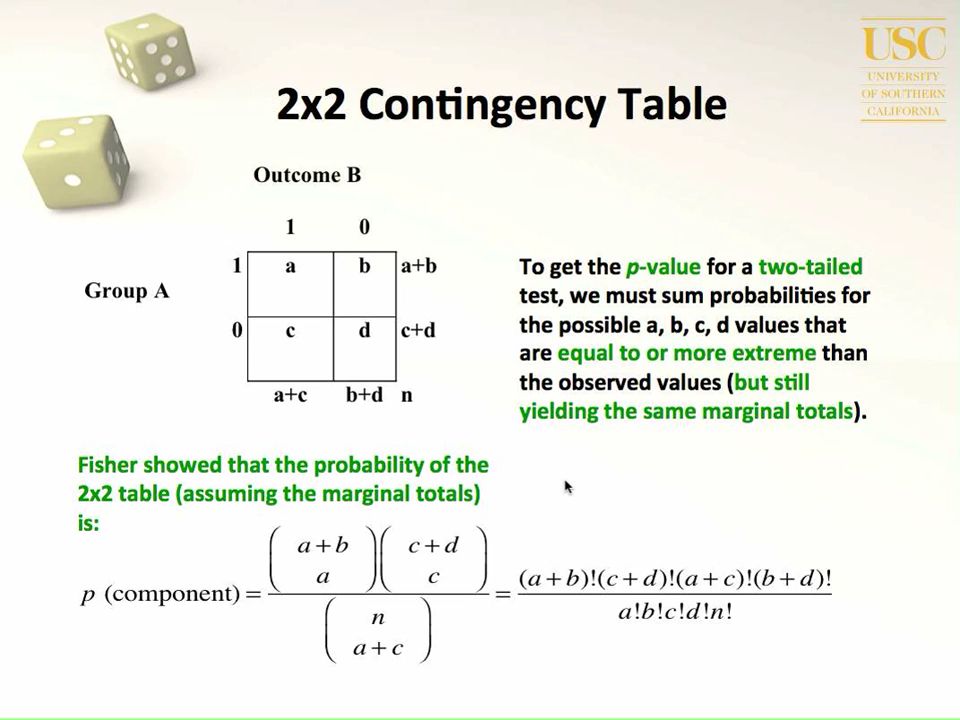 USC
UNIVERSITY
OF SOUTHERN
CALIFORNIA
2x2 Contingency Table
Outcome B
1 0
1 a b a+b
Group A
0 c d c+d
a+c b+d n
To get the p-value for a two-tailed
test, we must sum probabilities for
the possible a, b, c, d values that
are equal to or more extreme than
the observed values (but still
yielding the same marginal totals).
Fisher showed that the probability of the
2x2 table (assuming the marginal totals)
is:
( a + b ) ( c + d )
( a ) ( c )
p (component) = = (a + b)!(c + d)!(a + c)!(b + d)!
a!b!c!d!n!
( n )
( a + c )